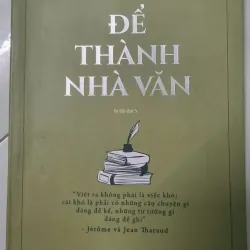 ĐỂ
THÀNH
NHÀ VĂN
"Viết ra không phải là việc khó;
cái khó là phải có những câu chuyện gì
đáng để kể, những tư tưởng gì
đáng để ghi"
- Jérôme và Jean Tharaud